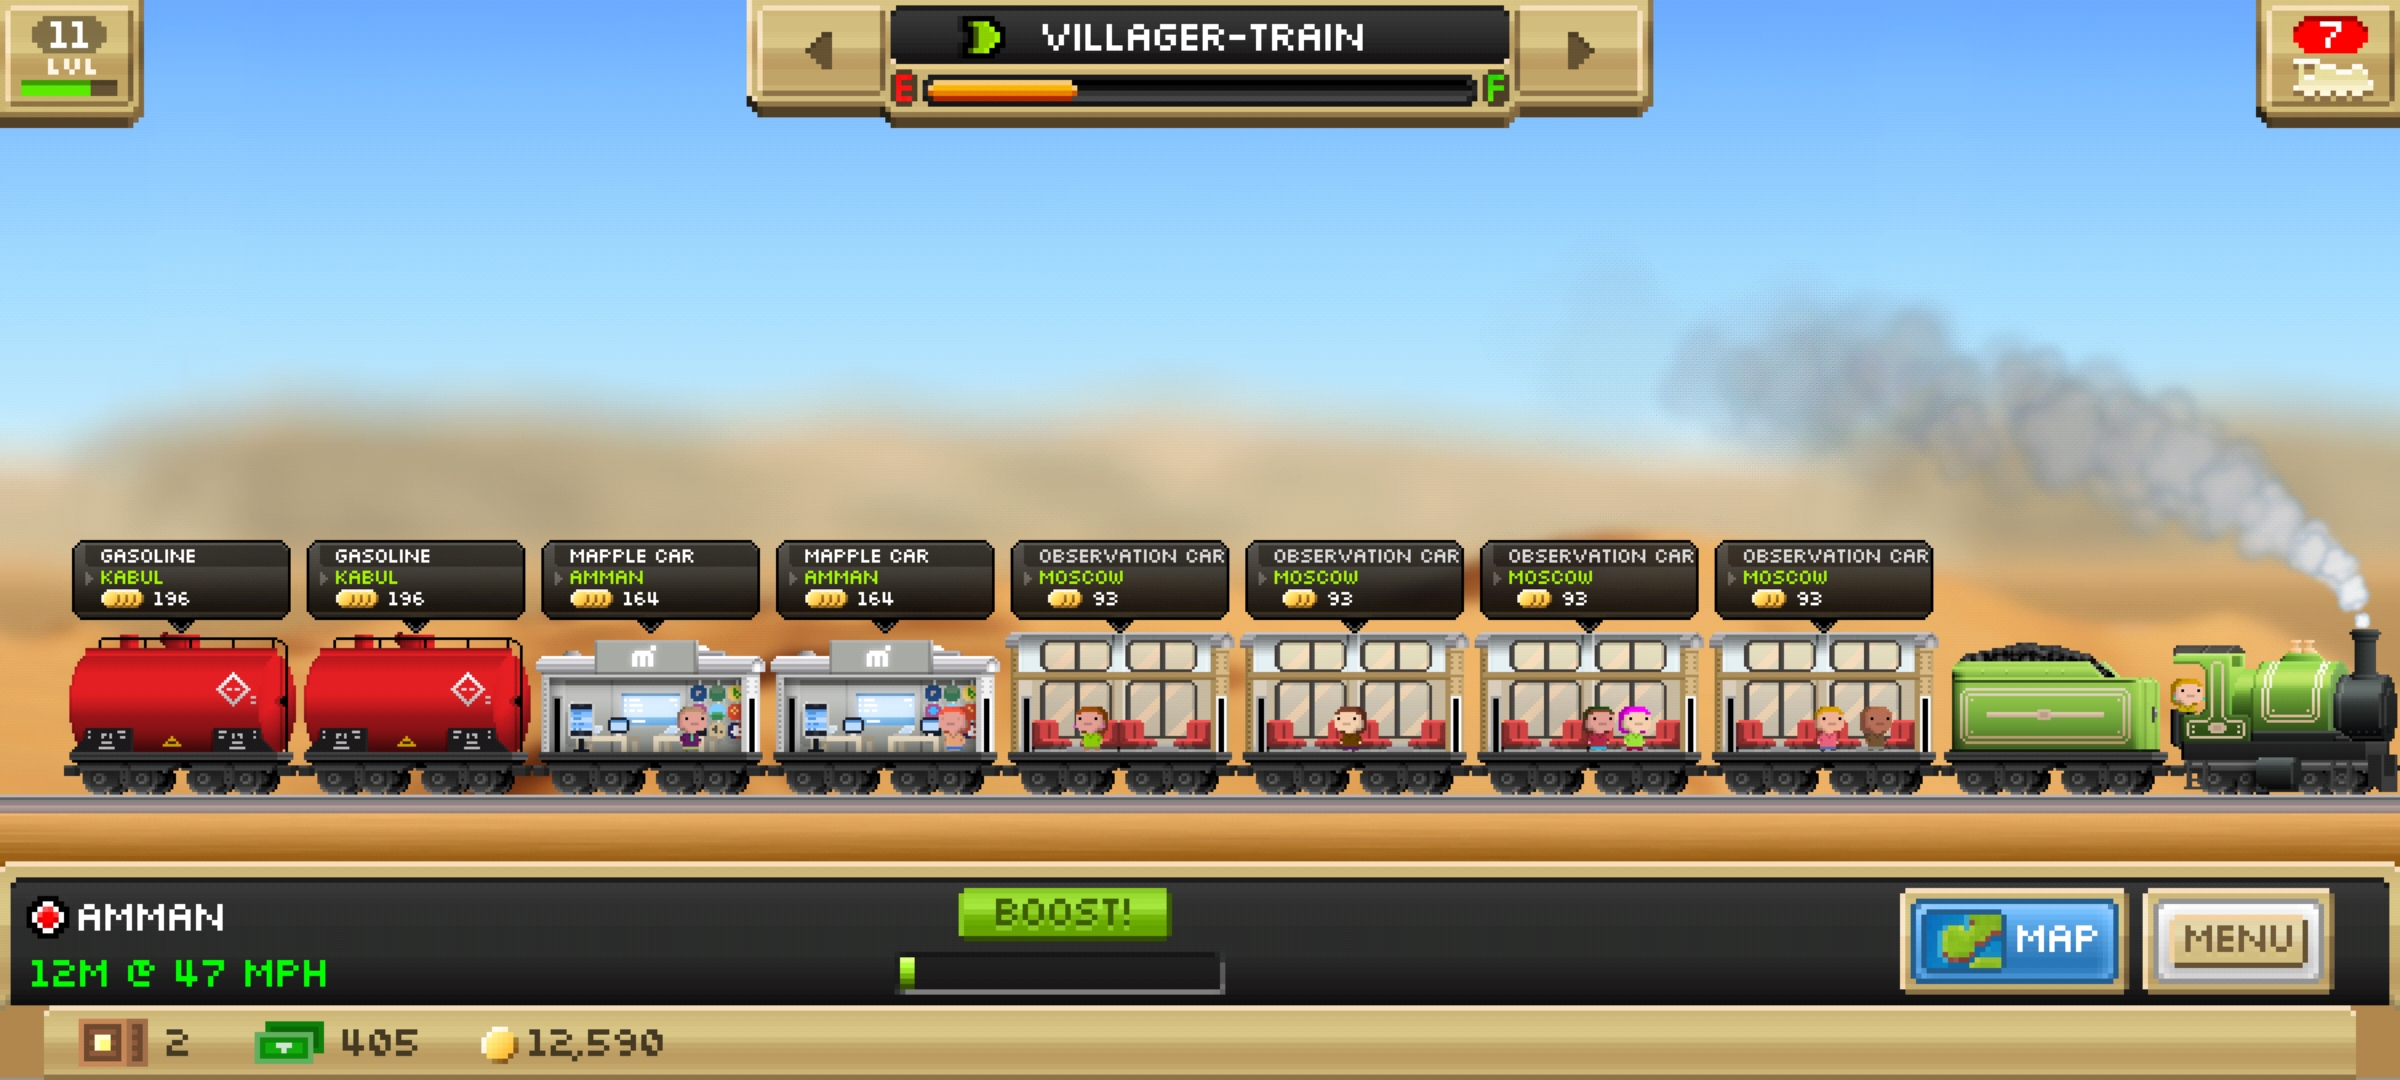 11
LVL
VILLAGER-TRAIN
E F
7
GASOLINE
KABUL
196
GASOLINE
KABUL
196
MAPPLE CAR
AMMAN
164
MAPPLE CAR
AMMAN
164
OBSERVATION CAR
MOSCOW
93
OBSERVATION CAR
MOSCOW
93
OBSERVATION CAR
MOSCOW
93
OBSERVATION CAR
MOSCOW
93
m
m
AMMAN
12M @ 47 MPH
BOOST!
MAP
MENU
2
405
12,590